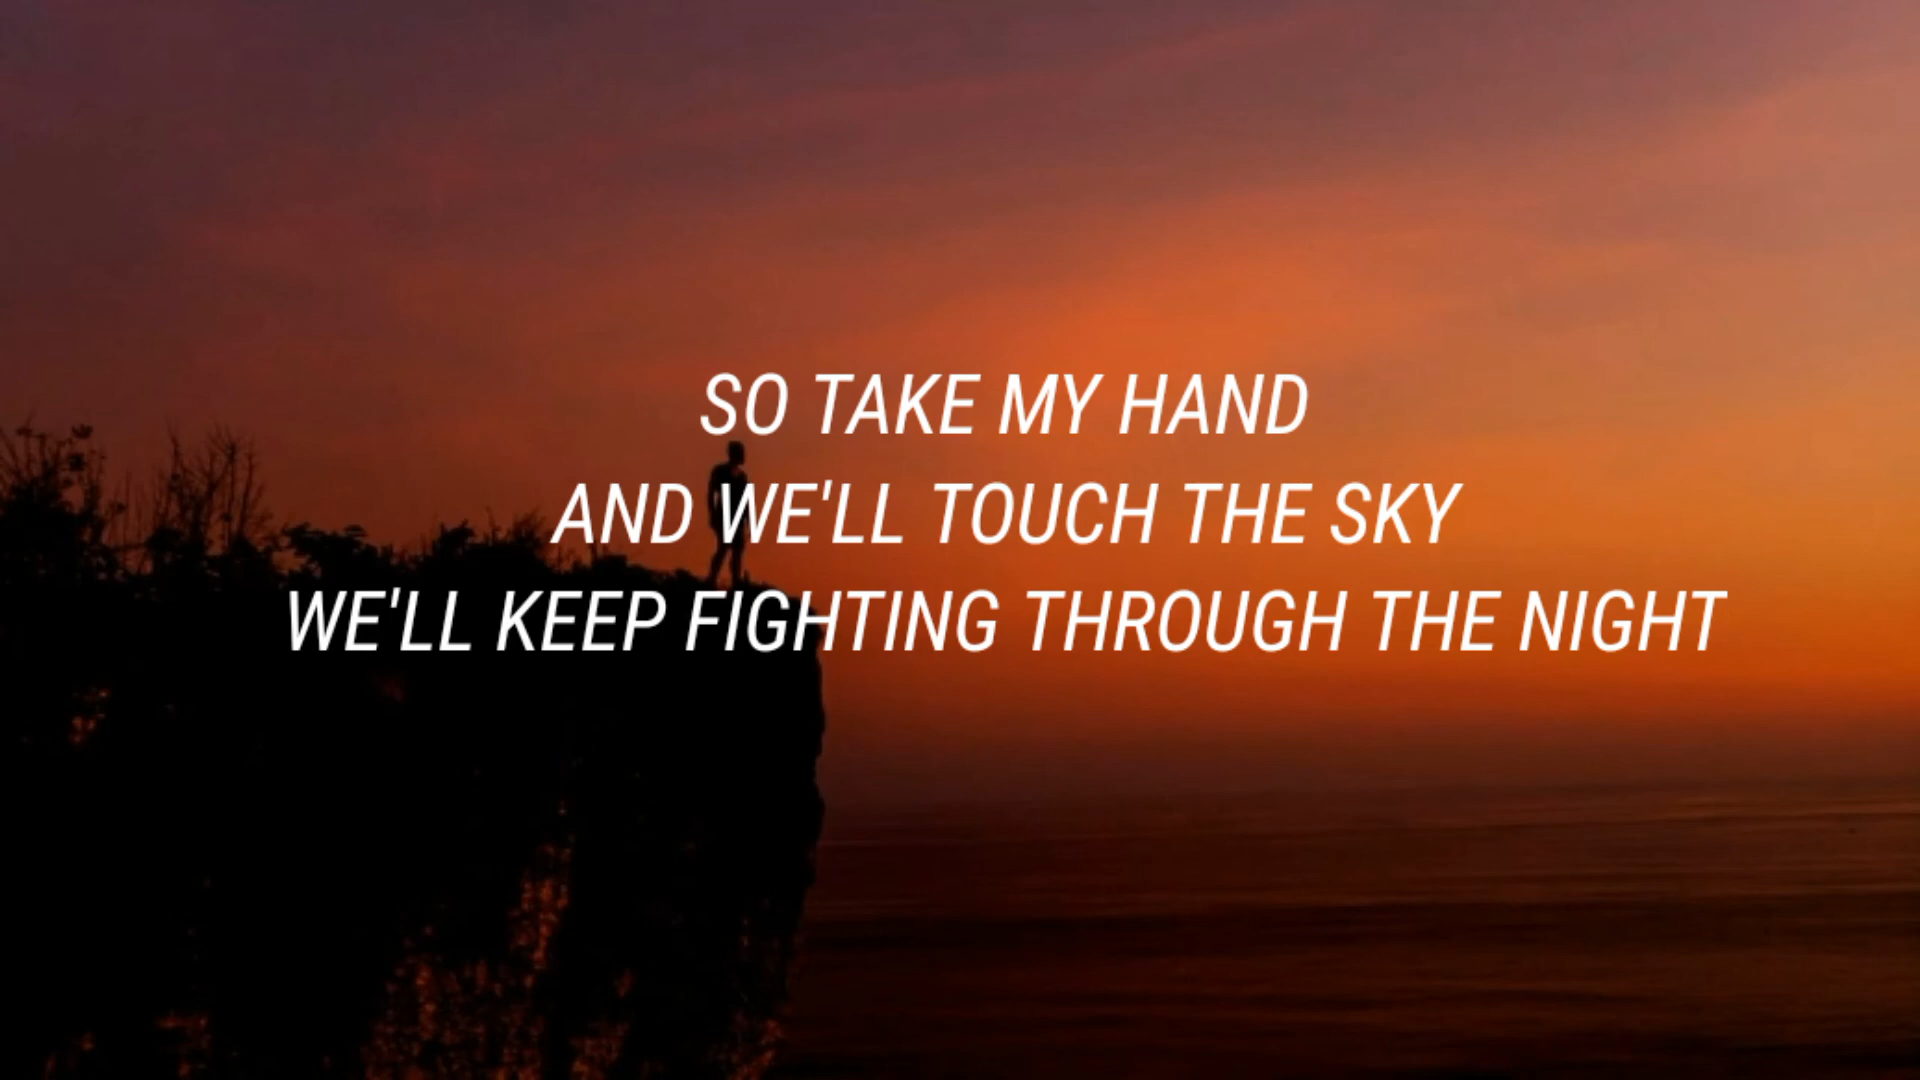 SO TAKE MY HAND
AND WE'LL TOUCH THE SKY
WE'LL KEEP FIGHTING THROUGH THE NIGHT